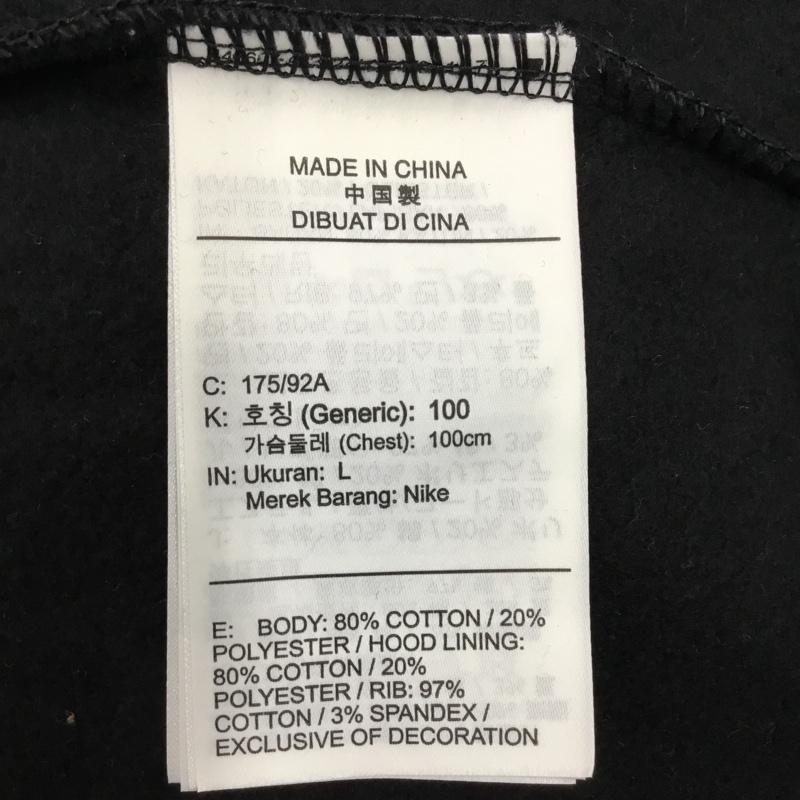 MADE IN CHINA
中国製
DIBUAT DI CINA
C: 175/92A
K: 호칭 (Generic): 100
가슴둘레 (Chest): 100cm
IN: Ukuran: L
Merek Barang: Nike
E: BODY: 80% COTTON / 20%
POLYESTER / HOOD LINING:
80% COTTON / 20%
POLYESTER / RIB: 97%
COTTON / 3% SPANDEX /
EXCLUSIVE OF DECORATION